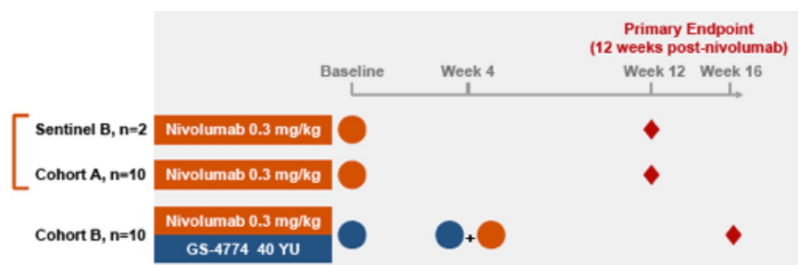 Primary Endpoint
(12 weeks post-nivolumab)
Baseline Week 4 Week 12 Week 16
Sentinel B, n=2 Nivolumab 0.3 mg/kg
Cohort A, n=10 Nivolumab 0.3 mg/kg
Nivolumab 0.3 mg/kg
Cohort B, n=10 +
GS-4774 40 YU